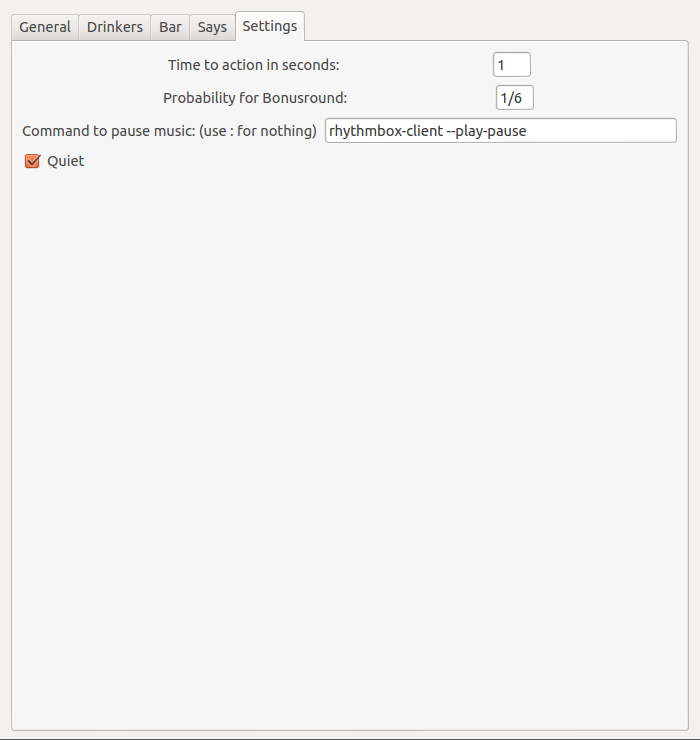 General Drinkers Bar Says Settings
Time to action in seconds: 1
Probability for Bonusround: 1/6
Command to pause music: (use : for nothing) rhythmbox-client --play-pause
Quiet